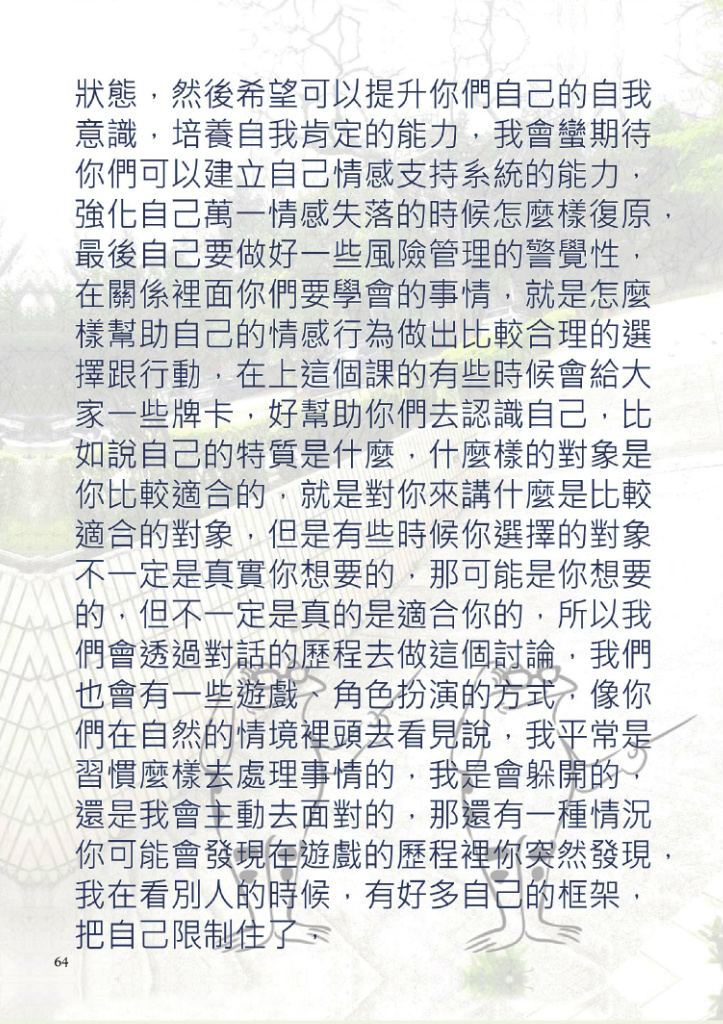 狀態，然後希望可以提升你們自己的自我
意識，培養自我肯定的能力，我會蠻期待
你們可以建立自己情感支持系統的能力，
強化自己萬一情感失落的時候怎麼樣復原，
最後自己要做好一些風險管理的警覺性，
在關係裡面你們要學會的事情，就是怎麼
樣幫助自己的情感行為做出比較合理的選
擇跟行動，在上這個課的有些時候會給大
家一些牌卡，好幫助你們去認識自己，比
如說自己的特質是什麼，什麼樣的對象是
你比較適合的，就是對你來講什麼是比較
適合的對象，但是有些時候你選擇的對象
不一定是真實你想要的，那可能是你想要
的，但不一定是真的是適合你的，所以我
們會透過對話的歷程去做這個討論，我們
也會有一些遊戲、角色扮演的方式，像你
們在自然的情境裡頭去看見說，我平常是
習慣麼樣去處理事情的，我是會躲開的，
還是我會主動去面對的，那還有一種情況
你可能會發現在遊戲的歷程裡你突然發現，
我在看別人的時候，有好多自己的框架，
把自己限制住了，
64